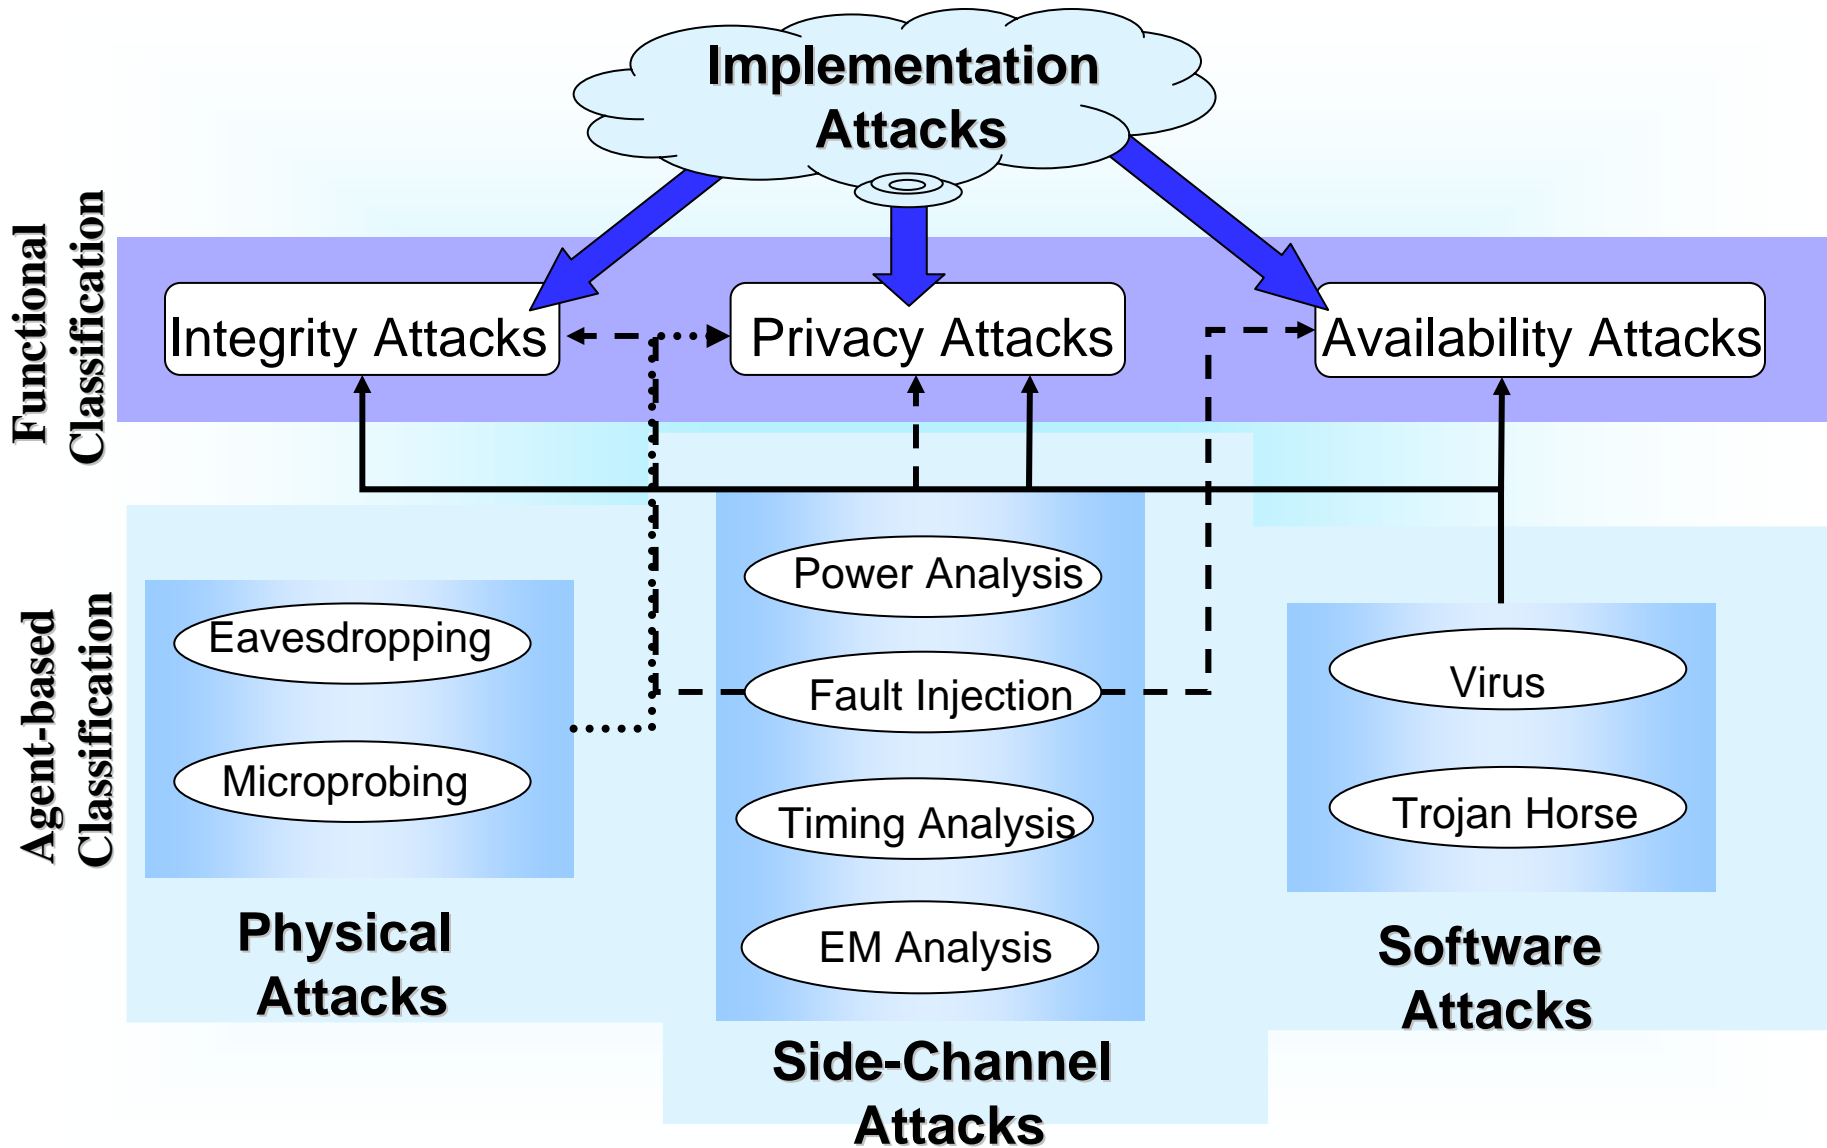 Implementation
Attacks
Functional
Classification
Integrity Attacks
Privacy Attacks
Availability Attacks
Agent-based
Classification
Eavesdropping
Microprobing
Physical
Attacks
Power Analysis
Fault Injection
Timing Analysis
EM Analysis
Side-Channel
Attacks
Virus
Trojan Horse
Software
Attacks